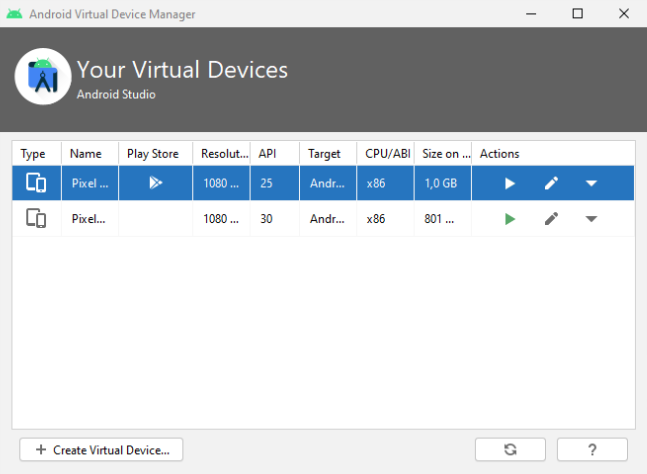 Android Virtual Device Manager
Your Virtual Devices
Android Studio
Type Name Play Store Resolut... API Target CPU/ABI Size on ... Actions
Pixel ... 1080 ... 25 Andr... x86 1,0 GB
Pixel... 1080 ... 30 Andr... x86 801 ...
+ Create Virtual Device...
?